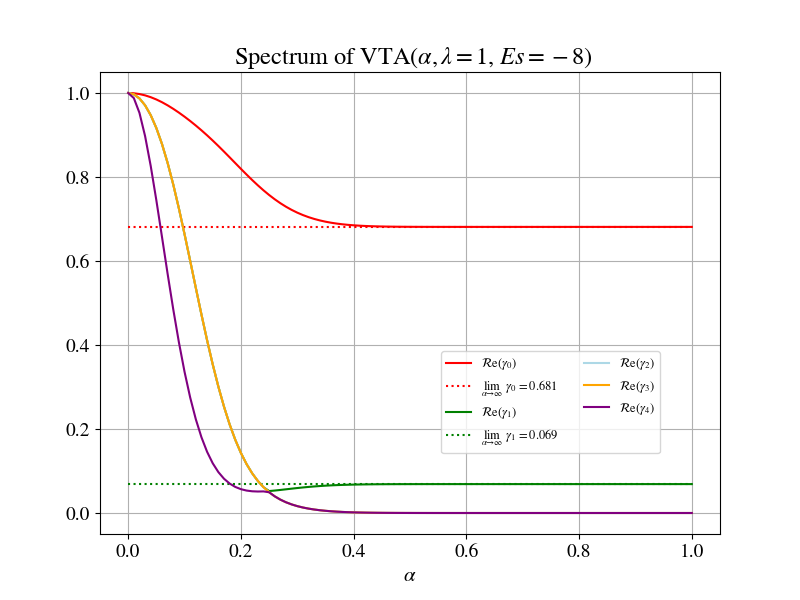 Spectrum of VTA(α, λ = 1, Es = −8)
1.0
0.8
0.6
0.4
0.2
0.0
0.0 0.2 0.4 0.6 0.8 1.0
α
Re(γ₀)
lim α→∞ γ₀ = 0.681
Re(γ₁)
lim α→∞ γ₁ = 0.069
Re(γ₂)
Re(γ₃)
Re(γ₄)